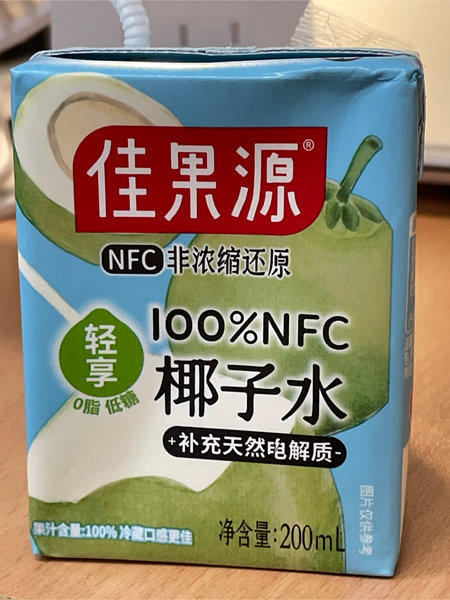 佳果源®
NFC 非浓缩还原
100%NFC
椰子水
轻享
0脂 低糖
+补充天然电解质-
果汁含量:100% 冷藏口感更佳
净含量:200mL
图片仅供参考